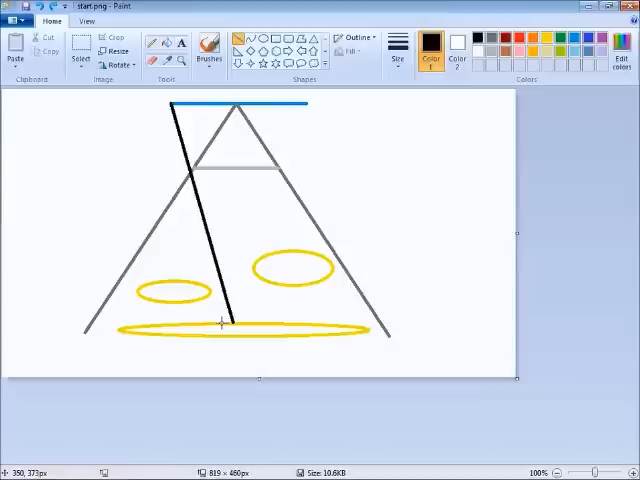 start.png - Paint
Home View
Paste
Cut
Copy
Clipboard
Select
Crop
Resize
Rotate
Image
A
Tools
Brushes
Shapes
Outline
Fill
Size
Color 1
Color 2
Colors
Edit colors
350, 373px
819 × 460px
Size: 10.6KB
100%